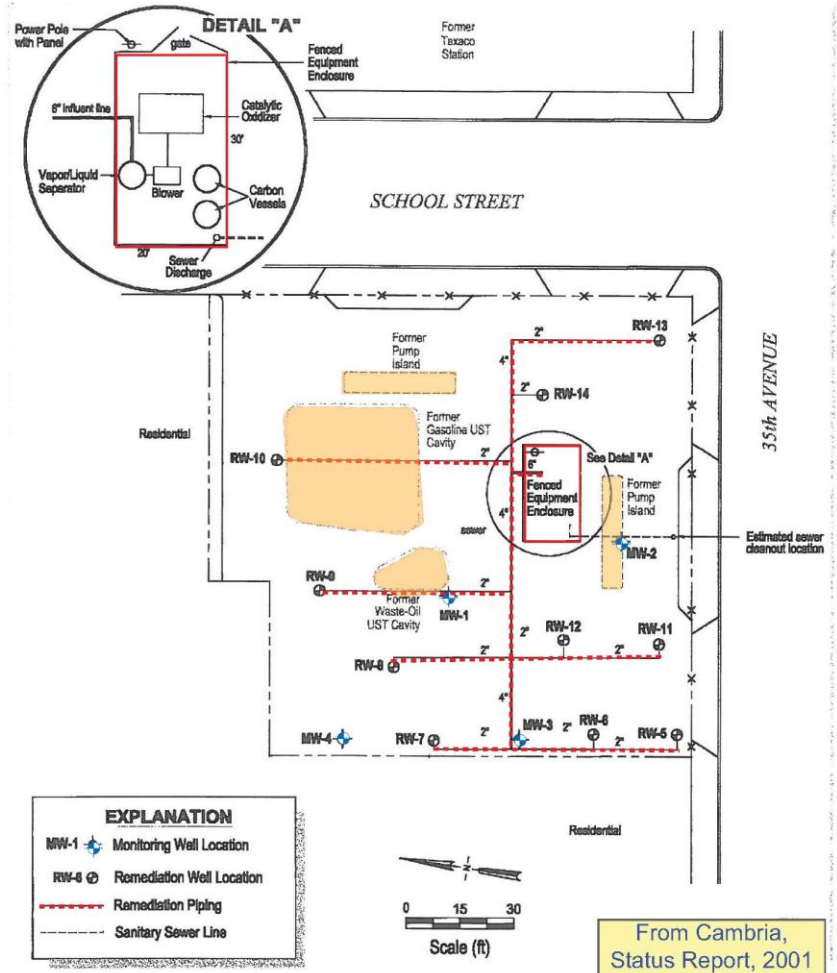 DETAIL "A"
Power Pole
with Panel
gate
Fenced
Equipment
Enclosure
6" Influent line
Catalytic
Oxidizer
30'
Vapor/Liquid
Separator
Blower
Carbon
Vessels
20'
Sewer
Discharge
Former
Texaco
Station
SCHOOL STREET
35th AVENUE
Residential
Former
Pump
Island
2"
RW-13
4"
2"
RW-14
Former
Gasoline UST
Cavity
RW-10
2"
See Detail "A"
6"
Fenced
Equipment
Enclosure
4"
sewer
Former
Pump
Island
MW-2
Estimated sewer
cleanout location
RW-9
2"
Former
Waste-Oil
UST Cavity
MW-1
2"
RW-12
RW-11
RW-8
2"
2"
4"
MW-4
RW-7
2"
MW-3
2"
RW-6
2"
RW-5
Residential
EXPLANATION
MW-1 Monitoring Well Location
RW-6 Remediation Well Location
Remediation Piping
Sanitary Sewer Line
N
0 15 30
Scale (ft)
From Cambria,
Status Report, 2001